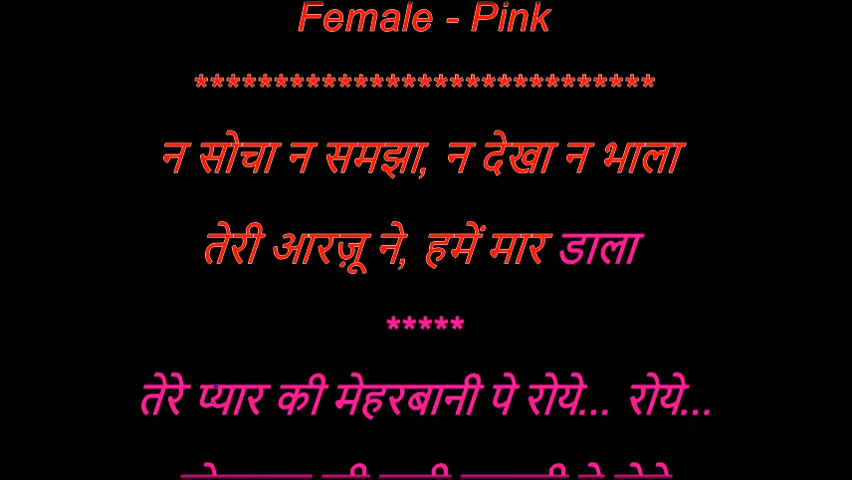 Female - Pink
*****************************
न सोचा न समझा, न देखा न भाला
तेरी आरज़ू ने, हमें मार डाला
*****
तेरे प्यार की मेहरबानी पे रोये... रोये...